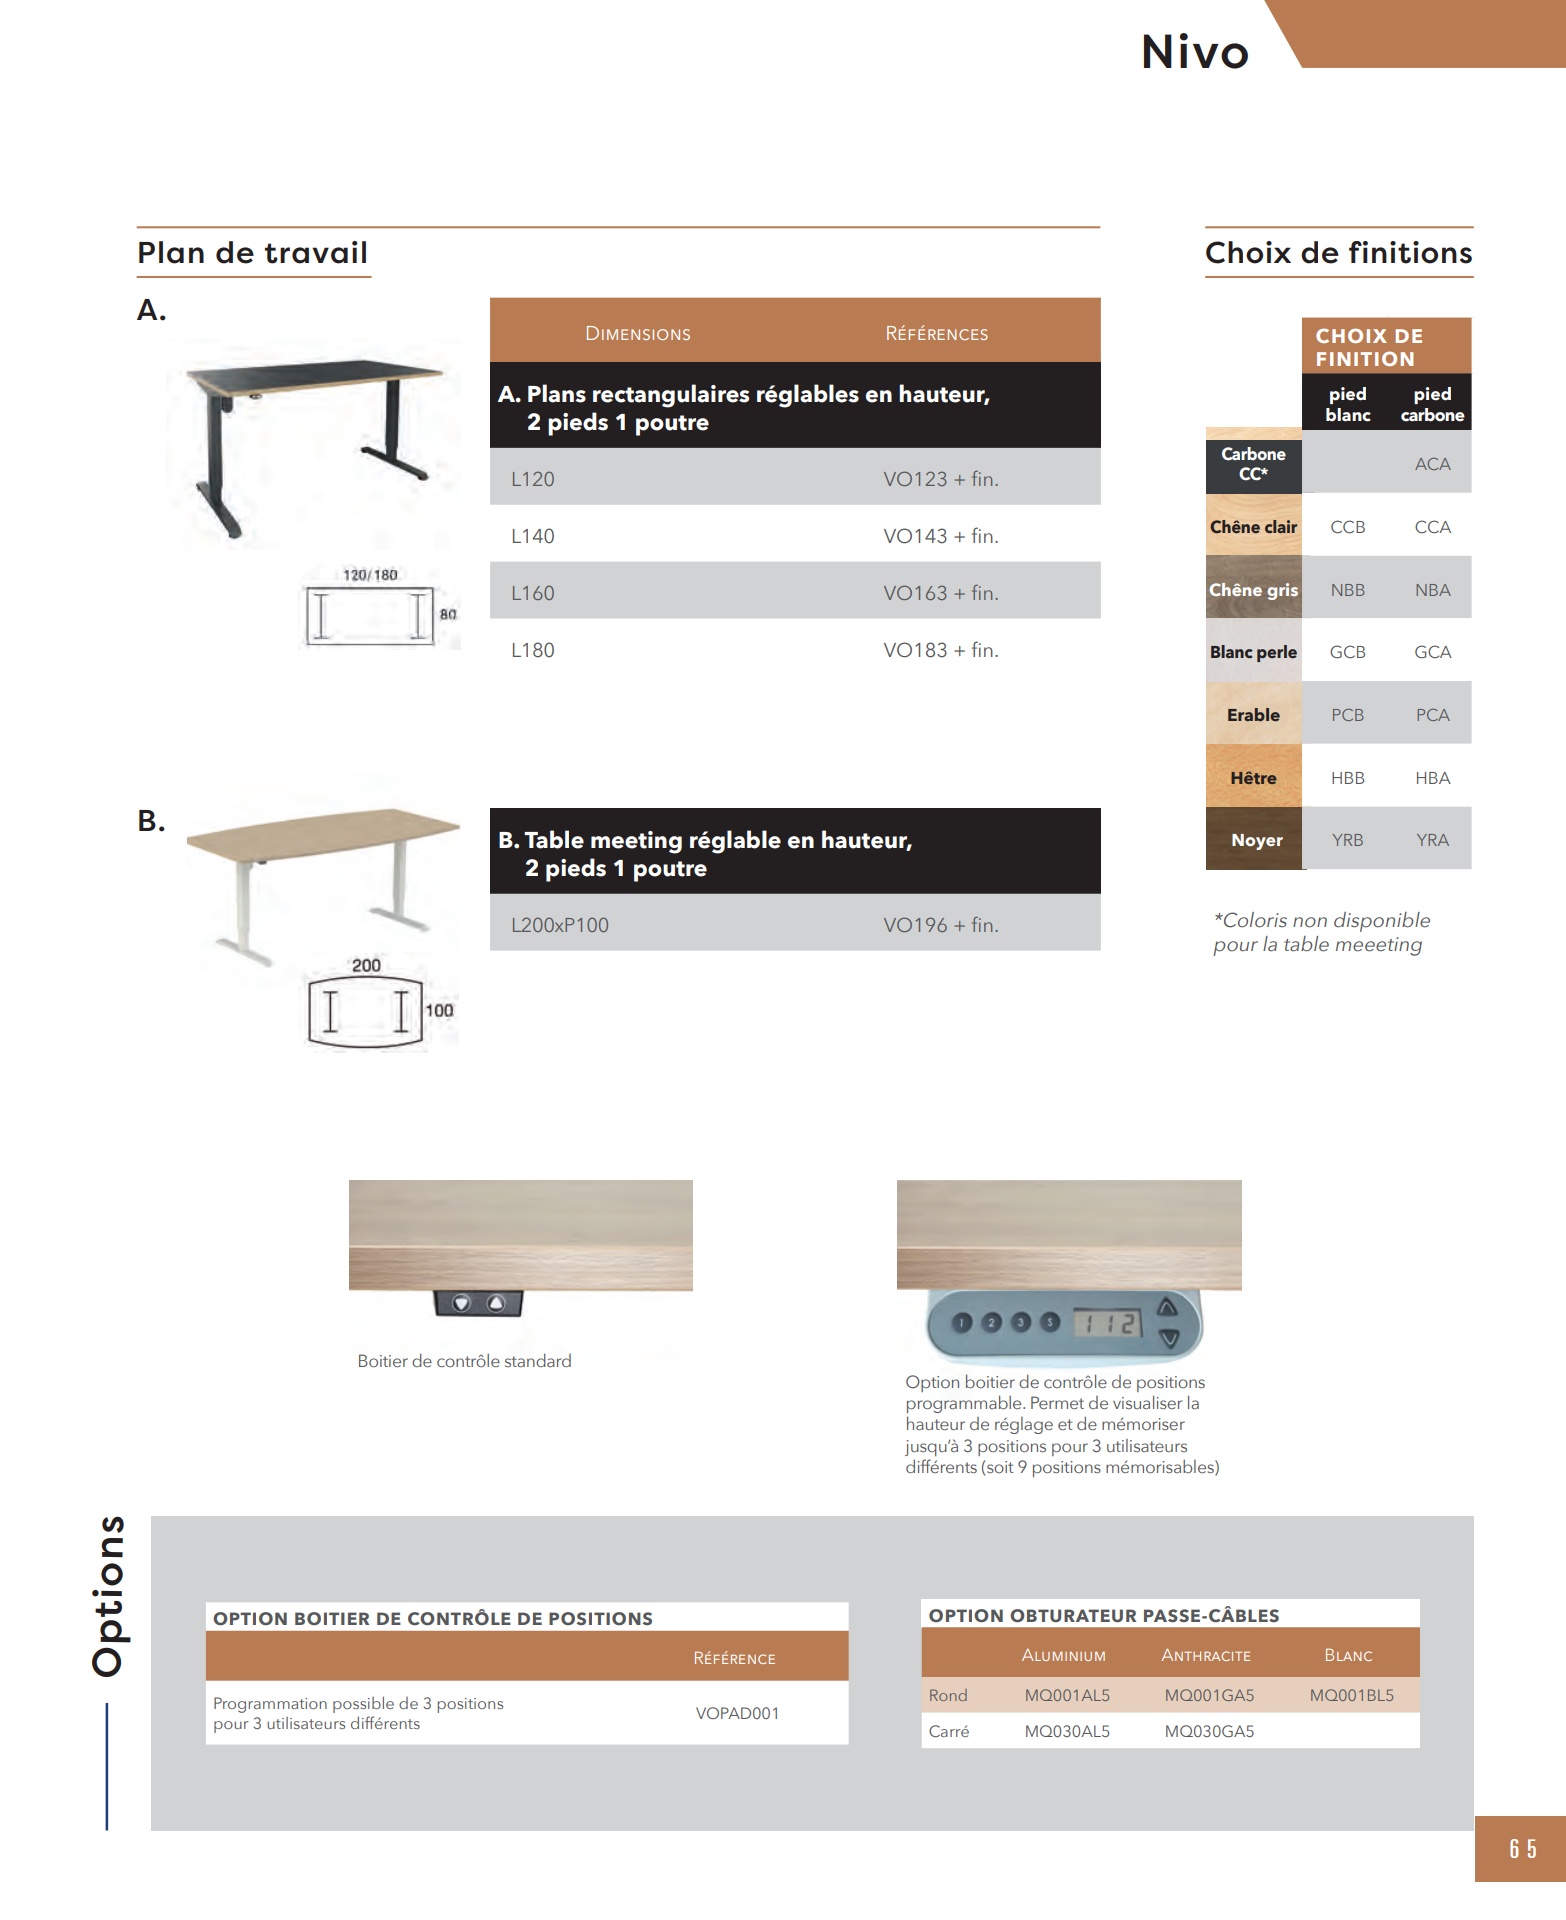 Nivo
Plan de travail
A.
120/180
80
DIMENSIONS RÉFÉRENCES
A. Plans rectangulaires réglables en hauteur,
2 pieds 1 poutre
L120 VO123 + fin.
L140 VO143 + fin.
L160 VO163 + fin.
L180 VO183 + fin.
B.
200
100
B. Table meeting réglable en hauteur,
2 pieds 1 poutre
L200xP100 VO196 + fin.
Choix de finitions
CHOIX DE
FINITION
pied pied
blanc carbone
Carbone
CC* ACA
Chêne clair CCB CCA
Chêne gris NBB NBA
Blanc perle GCB GCA
Erable PCB PCA
Hêtre HBB HBA
Noyer YRB YRA
*Coloris non disponible
pour la table meeeting
Boitier de contrôle standard
1 2 3 S 112
Option boitier de contrôle de positions
programmable. Permet de visualiser la
hauteur de réglage et de mémoriser
jusqu'à 3 positions pour 3 utilisateurs
différents (soit 9 positions mémorisables)
Options
OPTION BOITIER DE CONTRÔLE DE POSITIONS
RÉFÉRENCE
Programmation possible de 3 positions
pour 3 utilisateurs différents VOPAD001
OPTION OBTURATEUR PASSE-CÂBLES
ALUMINIUM ANTHRACITE BLANC
Rond MQ001AL5 MQ001GA5 MQ001BL5
Carré MQ030AL5 MQ030GA5
65